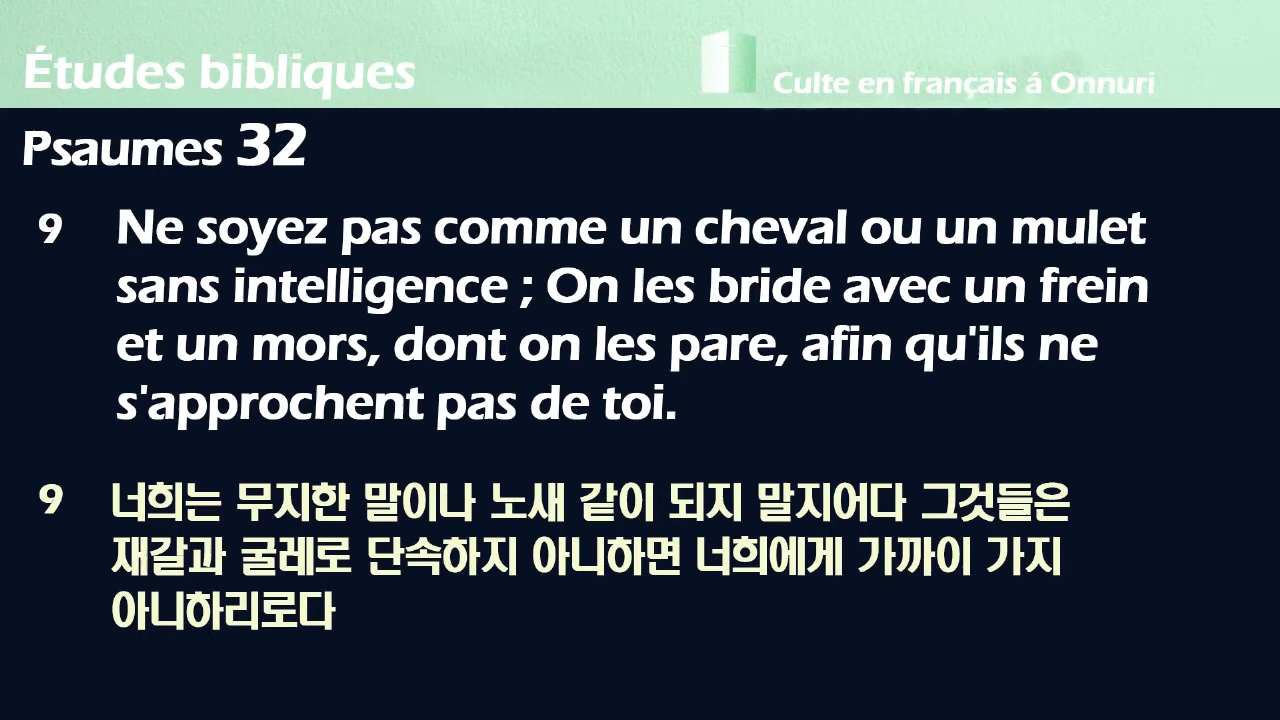 Études bibliques
Culte en français á Onnuri
Psaumes 32
9 Ne soyez pas comme un cheval ou un mulet
sans intelligence ; On les bride avec un frein
et un mors, dont on les pare, afin qu'ils ne
s'approchent pas de toi.
9 너희는 무지한 말이나 노새 같이 되지 말지어다 그것들은
재갈과 굴레로 단속하지 아니하면 너희에게 가까이 가지
아니하리로다